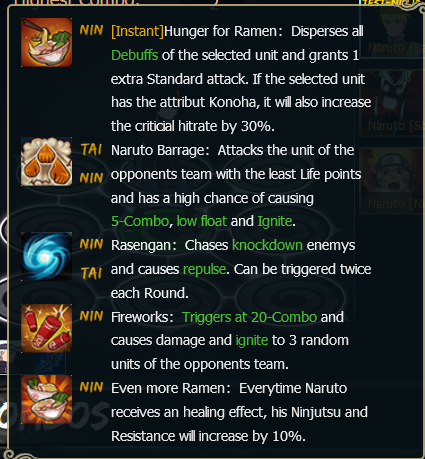 Highest Combo:
NIN [Instant]Hunger for Ramen: Disperses all
Debuffs of the selected unit and grants 1
extra Standard attack. If the selected unit
has the attribut Konoha, it will also increase
the criticial hitrate by 30%.
TAI Naruto Barrage: Attacks the unit of the
NIN opponents team with the least Life points
and has a high chance of causing
5-Combo, low float and Ignite.
NIN Rasengan: Chases knockdown enemys
TAI and causes repulse. Can be triggered twice
each Round.
NIN Fireworks: Triggers at 20-Combo and
causes damage and ignite to 3 random
units of the opponents team.
NIN Even more Ramen: Everytime Naruto
receives an healing effect, his Ninjutsu and
Resistance will increase by 10%.
Naruto
Naruto [S
Naruto [N